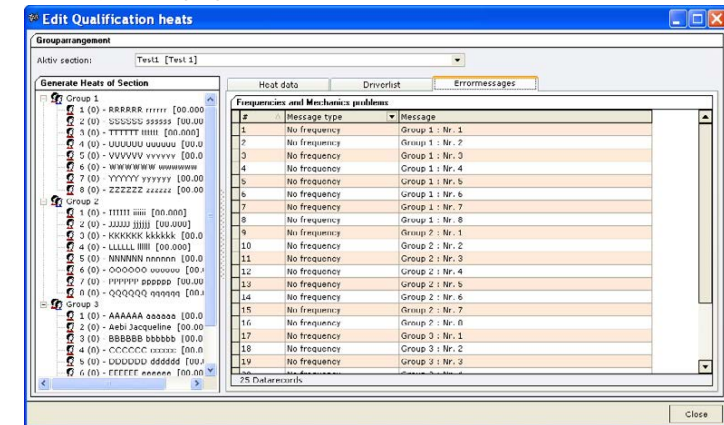 Edit Qualification heats
Grouparrangement
Aktiv section: Test1 [Test 1]
Generate Heats of Section
Group 1
1 (0) - RRRRRR rrrrrr [00.000
2 (0) - SSSSSS ssssss [00.00
3 (0) - TTTTTT tttttt [00.000]
4 (0) - UUUUUU uuuuuu [00.0
5 (0) - VVVVVV vvvvvv [00.0
6 (0) - WWWWWW wwwwww
7 (0) - YYYYYY yyyyyy [00.00
8 (0) - ZZZZZZ zzzzzz [00.00
Group 2
1 (0) - IIIIII iiiiii [00.000]
2 (0) - JJJJJJ jjjjjj [00.000]
3 (0) - KKKKKK kkkkkk [00.0
4 (0) - LLLLLL llllll [00.000]
5 (0) - NNNNNN nnnnnn [00.0
6 (0) - OOOOOO oooooo [00.
7 (0) - PPPPPP pppppp [00.00
8 (0) - QQQQQQ qqqqqq [00.
Group 3
1 (0) - AAAAAA aaaaaa [00.0
2 (0) - Aebi Jacqueline [00.00
3 (0) - BBBBBB bbbbbb [00.0
4 (0) - CCCCCC cccccc [00.0
5 (0) - DDDDDD dddddd [00.
6 (0) - EEEEEE eeeeee [00.00
Heat data Driverlist Errormessages
Frequencies and Mechanics problems
# Message type Message
1 No frequency Group 1 : Nr. 1
2 No frequency Group 1 : Nr. 2
3 No frequency Group 1 : Nr. 3
4 No frequency Group 1 : Nr. 4
5 No frequency Group 1 : Nr. 5
6 No frequency Group 1 : Nr. 6
7 No frequency Group 1 : Nr. 7
8 No frequency Group 1 : Nr. 8
9 No frequency Group 2 : Nr. 1
10 No frequency Group 2 : Nr. 2
11 No frequency Group 2 : Nr. 3
12 No frequency Group 2 : Nr. 4
13 No frequency Group 2 : Nr. 5
14 No frequency Group 2 : Nr. 6
15 No frequency Group 2 : Nr. 7
16 No frequency Group 2 : Nr. 8
17 No frequency Group 3 : Nr. 1
18 No frequency Group 3 : Nr. 2
19 No frequency Group 3 : Nr. 3
25 Datarecords
Close